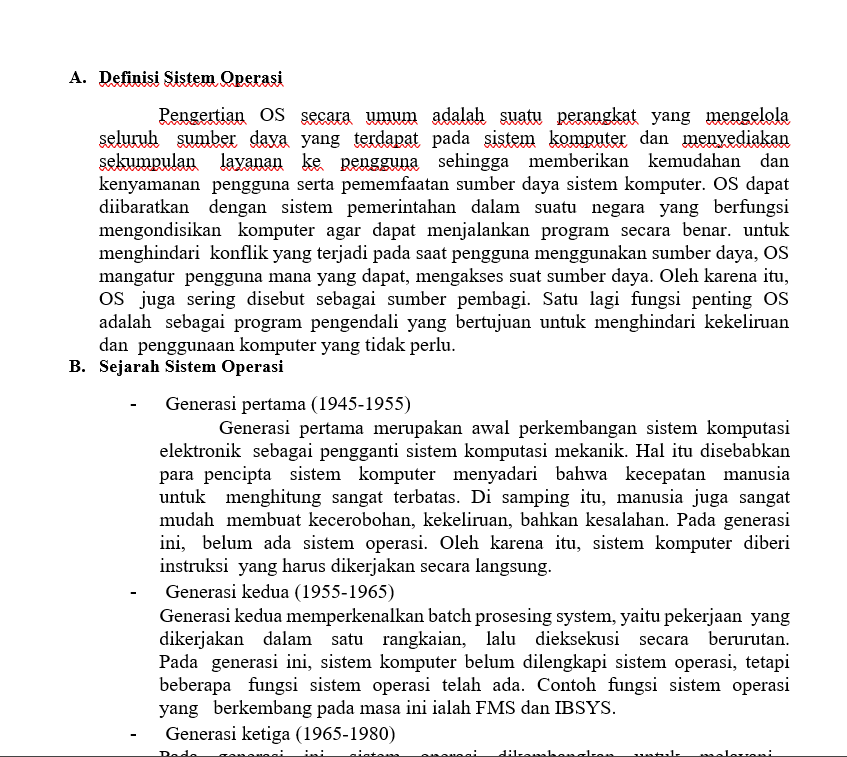 A. Definisi Sistem Operasi
Pengertian OS secara umum adalah suatu perangkat yang mengelola
seluruh sumber daya yang terdapat pada sistem komputer dan menyediakan
sekumpulan layanan ke pengguna sehingga memberikan kemudahan dan
kenyamanan pengguna serta pememfaatan sumber daya sistem komputer. OS dapat
diibaratkan dengan sistem pemerintahan dalam suatu negara yang berfungsi
mengondisikan komputer agar dapat menjalankan program secara benar. untuk
menghindari konflik yang terjadi pada saat pengguna menggunakan sumber daya, OS
mangatur pengguna mana yang dapat, mengakses suat sumber daya. Oleh karena itu,
OS juga sering disebut sebagai sumber pembagi. Satu lagi fungsi penting OS
adalah sebagai program pengendali yang bertujuan untuk menghindari kekeliruan
dan penggunaan komputer yang tidak perlu.
B. Sejarah Sistem Operasi
- Generasi pertama (1945-1955)
Generasi pertama merupakan awal perkembangan sistem komputasi
elektronik sebagai pengganti sistem komputasi mekanik. Hal itu disebabkan
para pencipta sistem komputer menyadari bahwa kecepatan manusia
untuk menghitung sangat terbatas. Di samping itu, manusia juga sangat
mudah membuat kecerobohan, kekeliruan, bahkan kesalahan. Pada generasi
ini, belum ada sistem operasi. Oleh karena itu, sistem komputer diberi
instruksi yang harus dikerjakan secara langsung.
- Generasi kedua (1955-1965)
Generasi kedua memperkenalkan batch prosesing system, yaitu pekerjaan yang
dikerjakan dalam satu rangkaian, lalu dieksekusi secara berurutan.
Pada generasi ini, sistem komputer belum dilengkapi sistem operasi, tetapi
beberapa fungsi sistem operasi telah ada. Contoh fungsi sistem operasi
yang berkembang pada masa ini ialah FMS dan IBSYS.
- Generasi ketiga (1965-1980)
Pada generasi ini sistem operasi dikembangkan untuk melayani